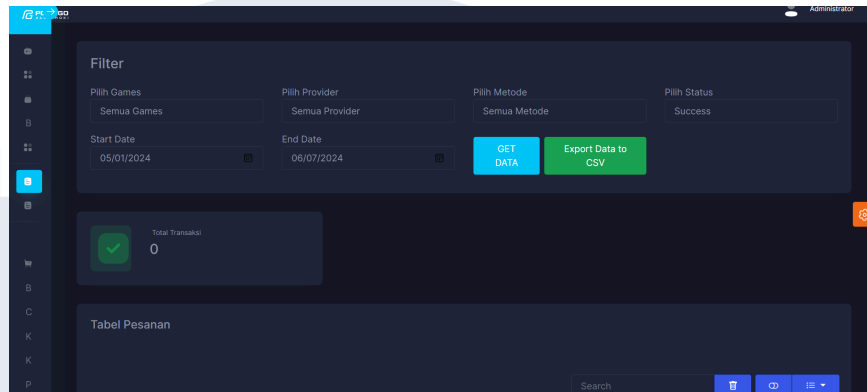 Administrator
Filter
Pilih Games
Pilih Provider
Pilih Metode
Pilih Status
Semua Games
Semua Provider
Semua Metode
Success
Start Date
End Date
05/01/2024
06/07/2024
GET
DATA
Export Data to
CSV
Total Transaksi
0
Tabel Pesanan
Search
B
B
C
K
K
P